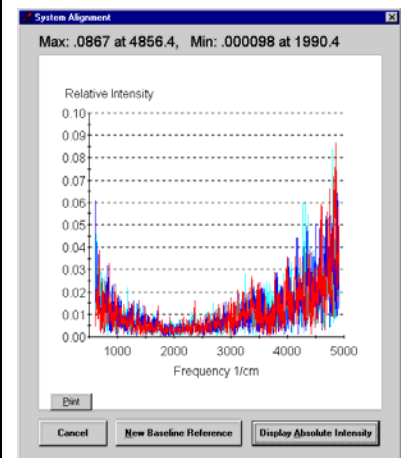 System Alignment
Max: .0867 at 4856.4, Min: .000098 at 1990.4
Relative Intensity
0.10
0.09
0.08
0.07
0.06
0.05
0.04
0.03
0.02
0.01
0.00
1000 2000 3000 4000 5000
Frequency 1/cm
Print
Cancel New Baseline Reference Display Absolute Intensity